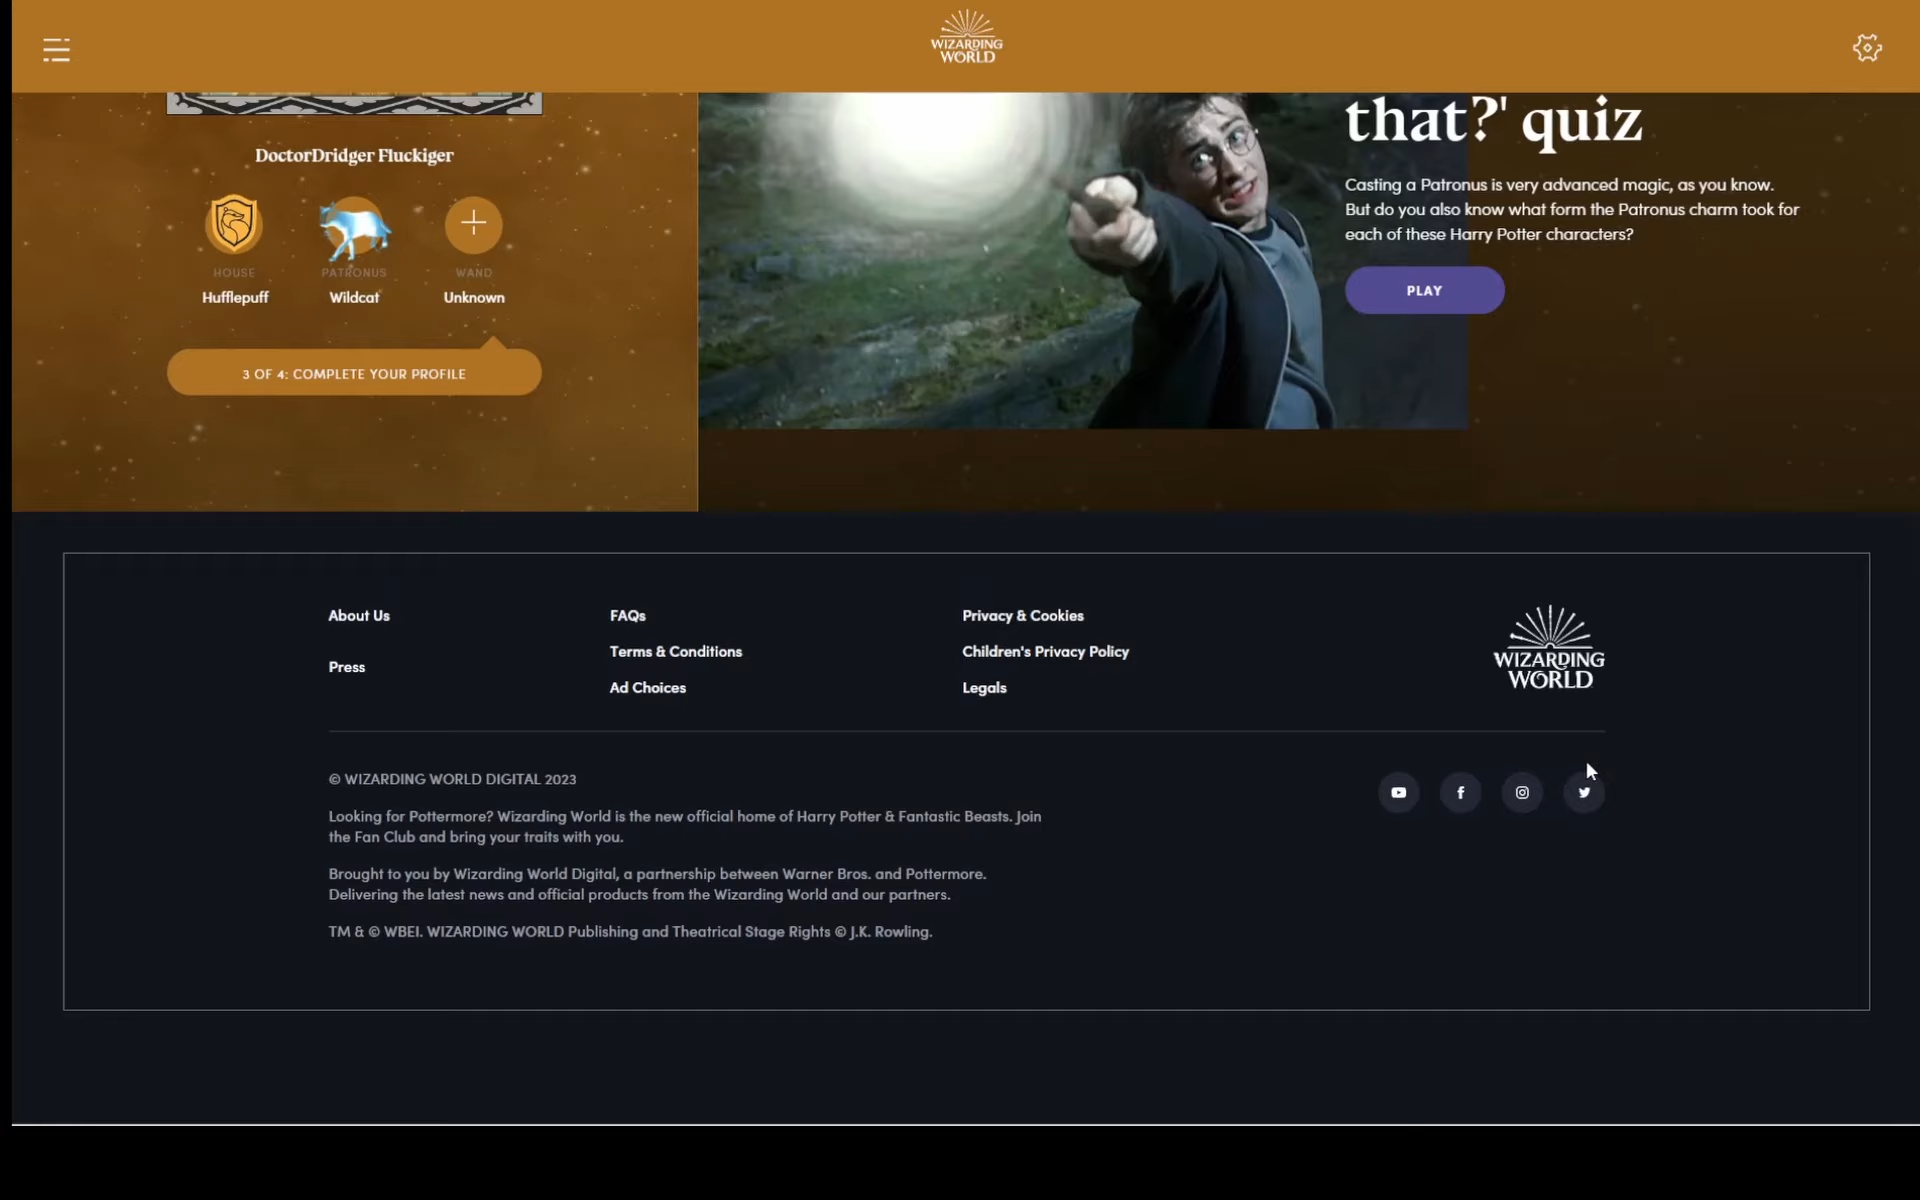 WIZARDING
WORLD
DoctorDridger Fluckiger
HOUSE
Hufflepuff
PATRONUS
Wildcat
WAND
Unknown
3 OF 4: COMPLETE YOUR PROFILE
that?' quiz
Casting a Patronus is very advanced magic, as you know.
But do you also know what form the Patronus charm took for
each of these Harry Potter characters?
PLAY
About Us
Press
FAQs
Terms & Conditions
Ad Choices
Privacy & Cookies
Children's Privacy Policy
Legals
WIZARDING
WORLD
© WIZARDING WORLD DIGITAL 2023
Looking for Pottermore? Wizarding World is the new official home of Harry Potter & Fantastic Beasts. Join
the Fan Club and bring your traits with you.
Brought to you by Wizarding World Digital, a partnership between Warner Bros. and Pottermore.
Delivering the latest news and official products from the Wizarding World and our partners.
TM & © WBEI. WIZARDING WORLD Publishing and Theatrical Stage Rights © J.K. Rowling.